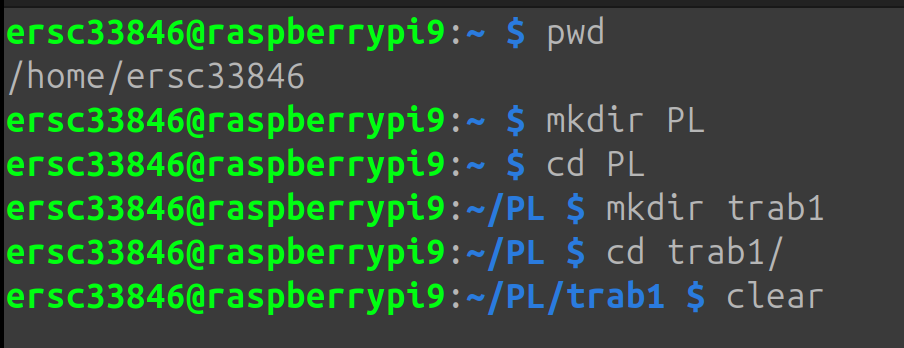 ersc33846@raspberrypi9:~ $ pwd
/home/ersc33846
ersc33846@raspberrypi9:~ $ mkdir PL
ersc33846@raspberrypi9:~ $ cd PL
ersc33846@raspberrypi9:~/PL $ mkdir trab1
ersc33846@raspberrypi9:~/PL $ cd trab1/
ersc33846@raspberrypi9:~/PL/trab1 $ clear